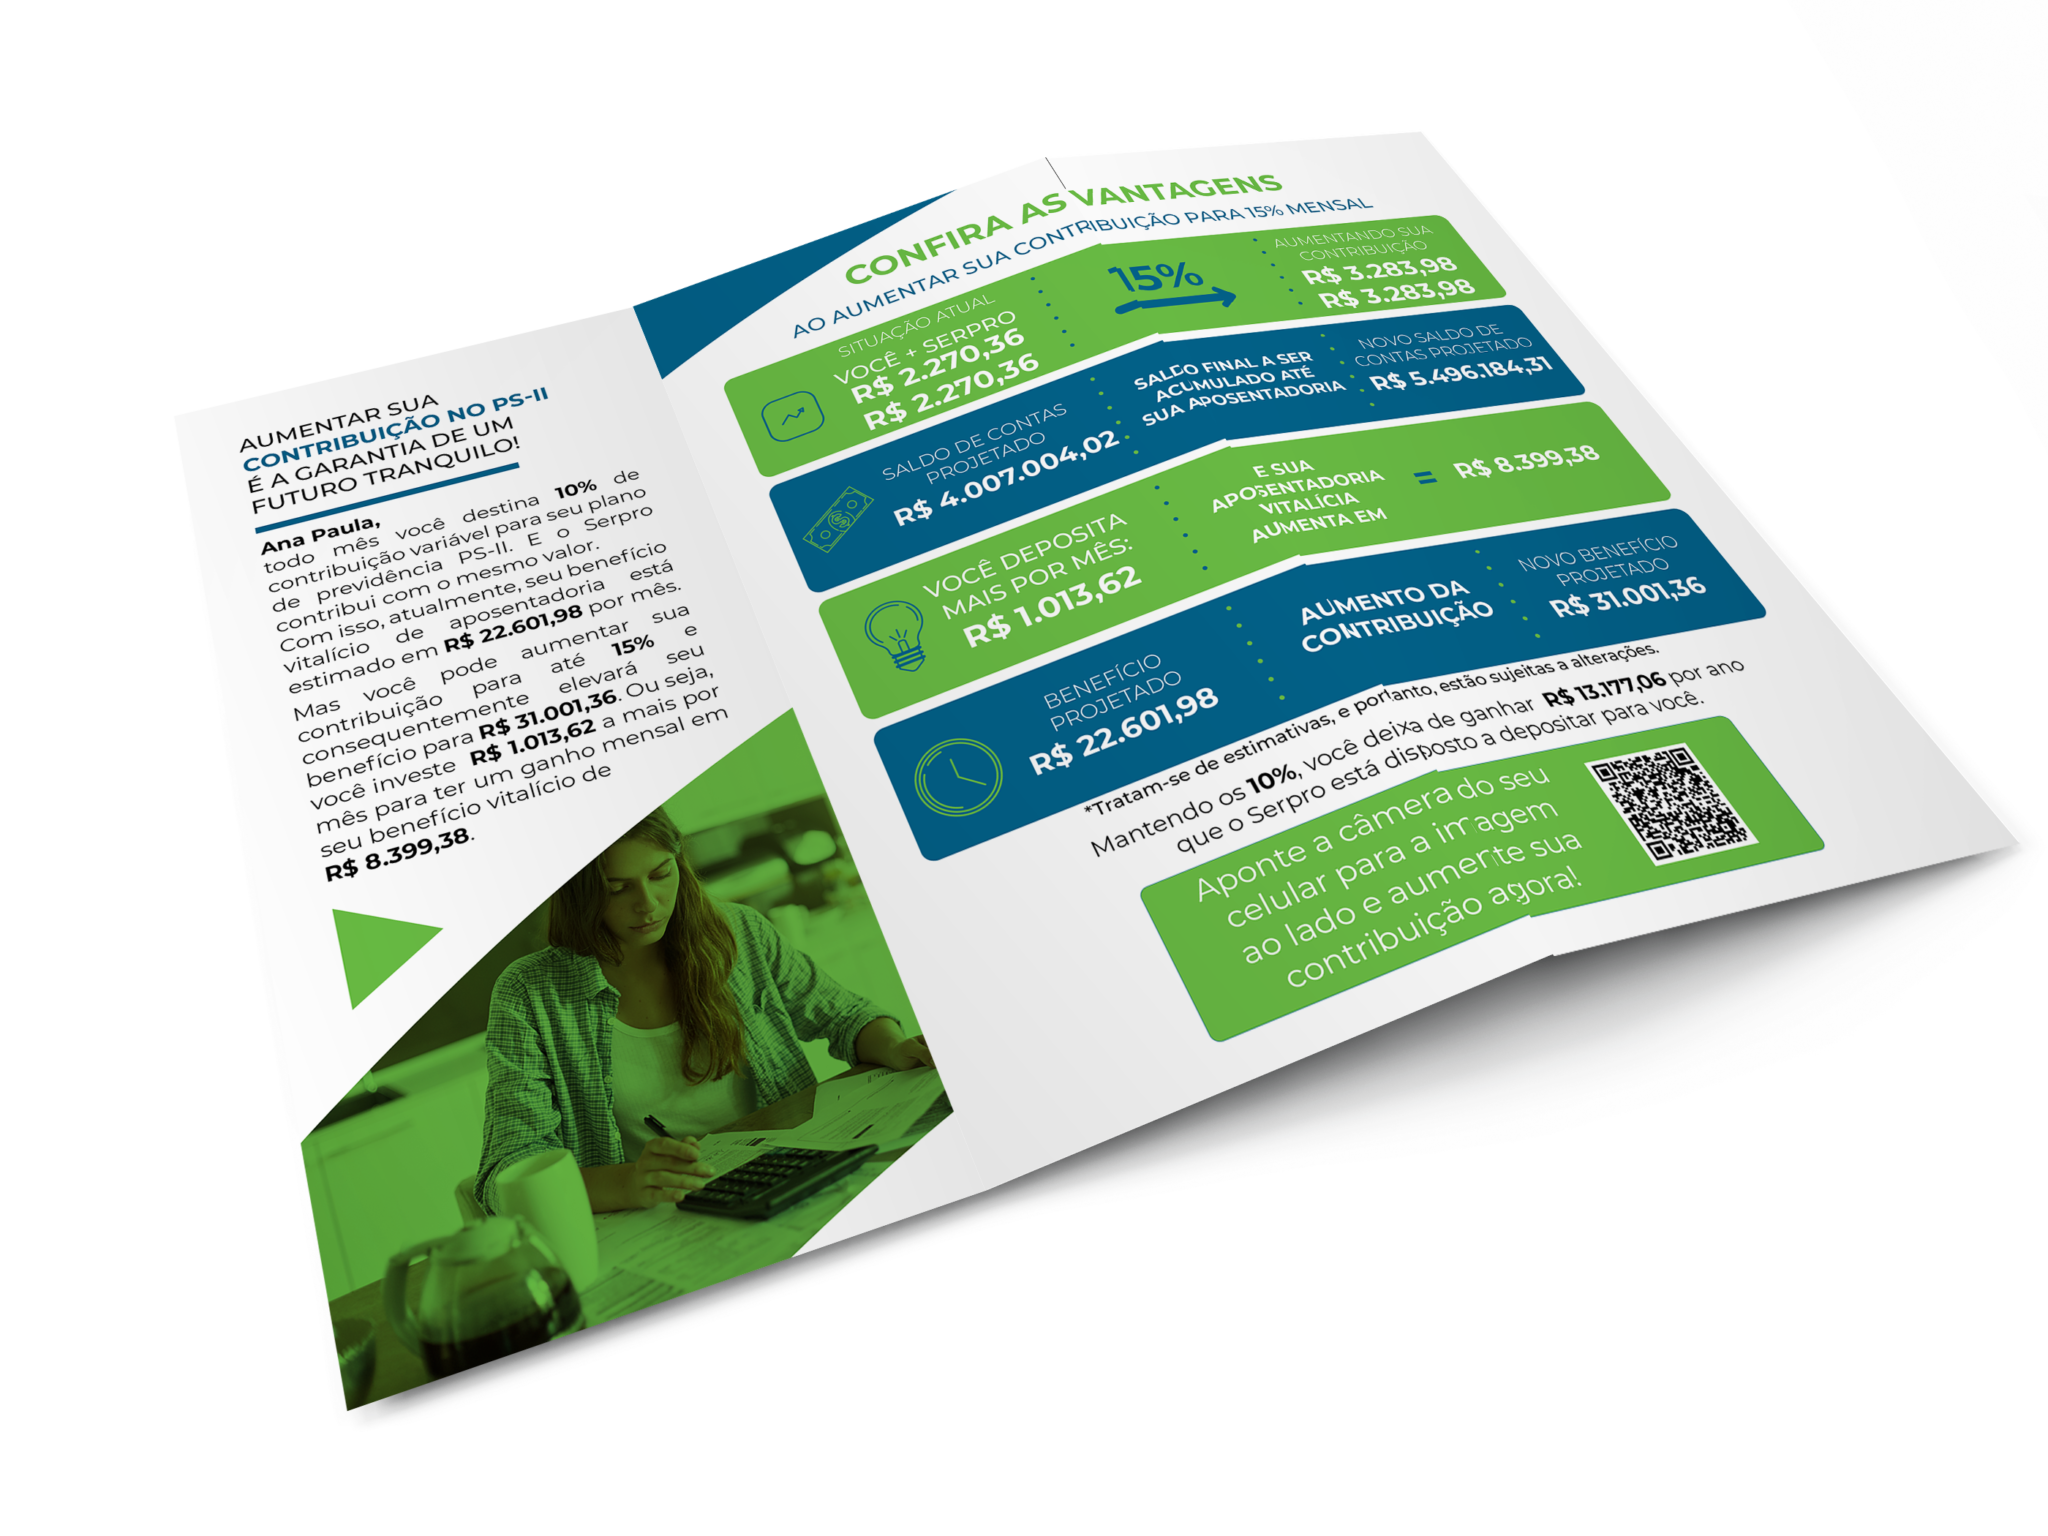 AUMENTAR SUA
CONTRIBUIÇÃO NO PS-II
É A GARANTIA DE UM
FUTURO TRANQUILO!
Ana Paula,
todo mês você destina 10% de
contribuição variável para seu plano
de previdência PS-II. E o Serpro
contribui com o mesmo valor.
Com isso, atualmente, seu benefício
vitalício de aposentadoria está
estimado em R$ 22.601,98 por mês.
Mas você pode aumentar sua
contribuição para até 15% e
consequentemente elevará seu
benefício para R$ 31.001,36. Ou seja,
você investe R$ 1.013,62 a mais por
mês para ter um ganho mensal em
seu benefício vitalício de
R$ 8.399,38.
CONFIRA AS VANTAGENS
AO AUMENTAR SUA CONTRIBUIÇÃO PARA 15% MENSAL
SITUAÇÃO ATUAL
VOCÊ + SERPRO
R$ 2.270,36
R$ 2.270,36
15%
AUMENTANDO SUA
CONTRIBUIÇÃO
R$ 3.283,98
R$ 3.283,98
SALDO DE CONTAS
PROJETADO
R$ 4.007.004,02
SALDO FINAL A SER
ACUMULADO ATÉ
SUA APOSENTADORIA
NOVO SALDO DE
CONTAS PROJETADO
R$ 5.496.184,31
VOCÊ DEPOSITA
MAIS POR MÊS:
R$ 1.013,62
E SUA
APOSENTADORIA
VITALÍCIA
AUMENTA EM
= R$ 8.399,38
BENEFÍCIO
PROJETADO
R$ 22.601,98
AUMENTO DA
CONTRIBUIÇÃO
NOVO BENEFÍCIO
PROJETADO
R$ 31.001,36
*Tratam-se de estimativas, e portanto, estão sujeitas a alterações.
Mantendo os 10%, você deixa de ganhar R$ 13.177,06 por ano
que o Serpro está disposto a depositar para você.
Aponte a câmera do seu
celular para a imagem
ao lado e aumente sua
contribuição agora!